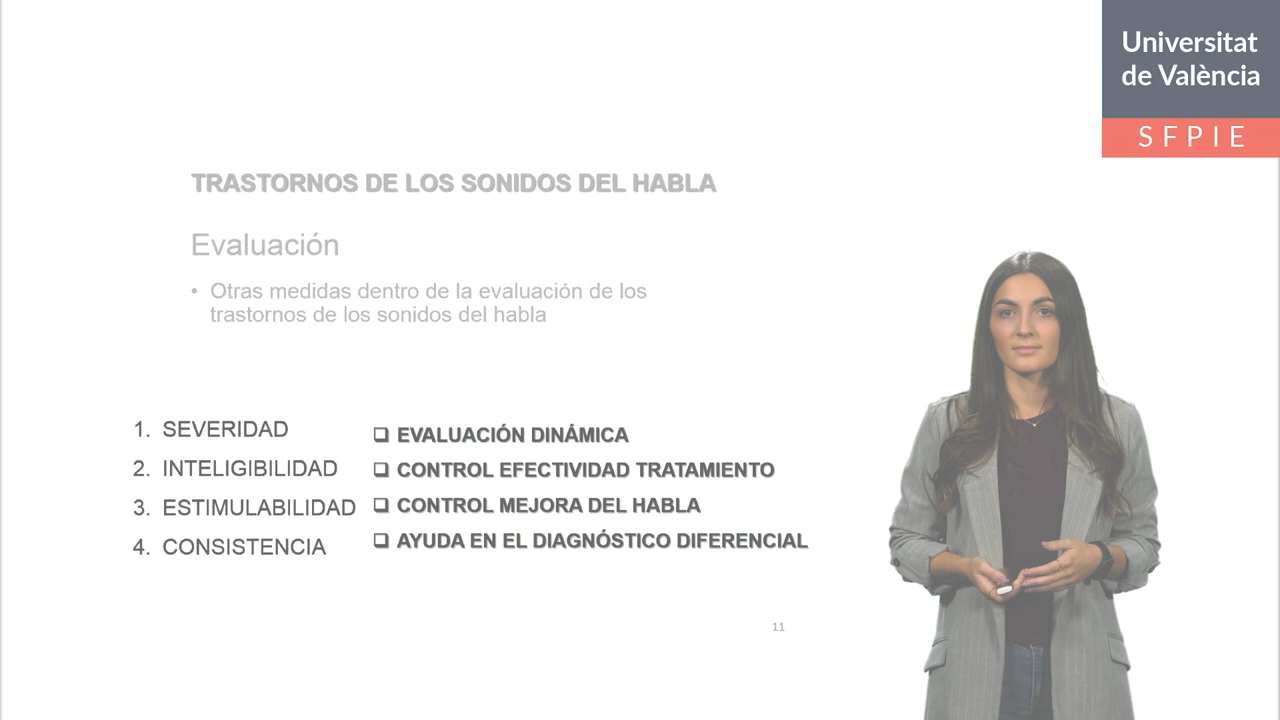 Universitat
de València
SFPIE
TRASTORNOS DE LOS SONIDOS DEL HABLA
Evaluación
• Otras medidas dentro de la evaluación de los
trastornos de los sonidos del habla
1. SEVERIDAD
2. INTELIGIBILIDAD
3. ESTIMULABILIDAD
4. CONSISTENCIA
❑ EVALUACIÓN DINÁMICA
❑ CONTROL EFECTIVIDAD TRATAMIENTO
❑ CONTROL MEJORA DEL HABLA
❑ AYUDA EN EL DIAGNÓSTICO DIFERENCIAL
11